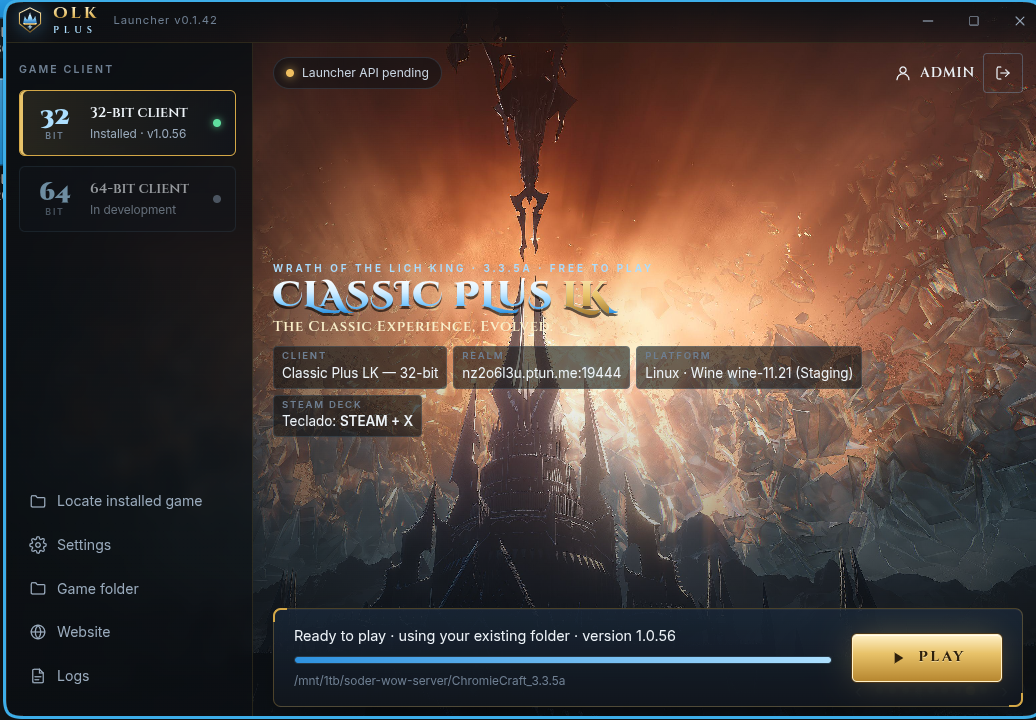 OLK
PLUS
Launcher v0.1.42
GAME CLIENT
32
BIT
32-BIT CLIENT
Installed · v1.0.56
64
BIT
64-BIT CLIENT
In development
Locate installed game
Settings
Game folder
Website
Logs
Launcher API pending
ADMIN
WRATH OF THE LICH KING · 3.3.5A · FREE TO PLAY
CLASSIC PLUS LK
The Classic Experience, Evolved
CLIENT
Classic Plus LK — 32-bit
REALM
nz2o6l3u.ptun.me:19444
PLATFORM
Linux · Wine wine-11.21 (Staging)
STEAM DECK
Teclado: STEAM + X
Ready to play · using your existing folder · version 1.0.56
/mnt/1tb/soder-wow-server/ChromieCraft_3.3.5a
PLAY